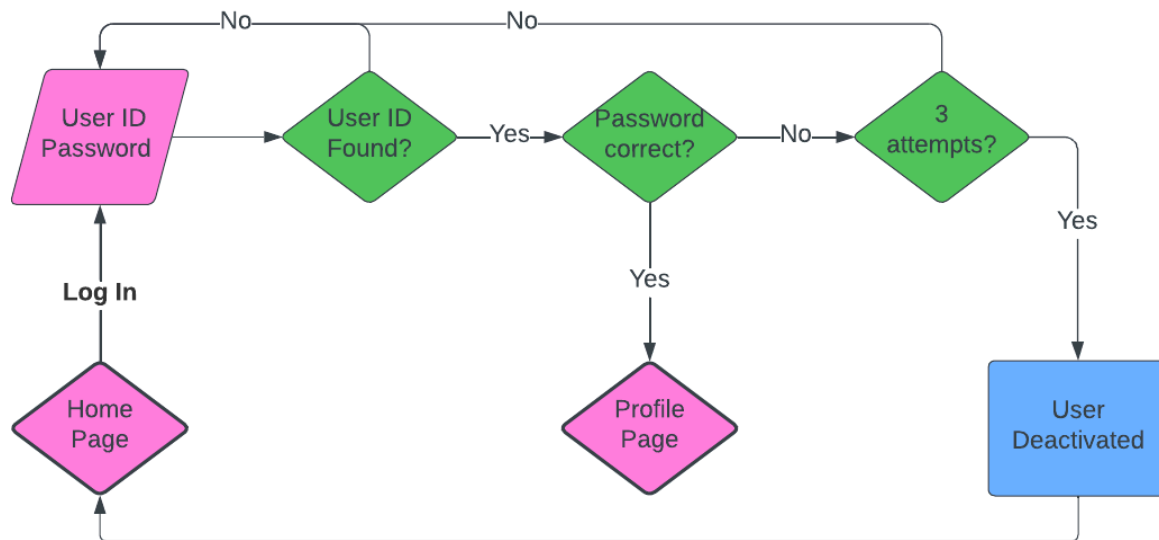 No
No
User ID
Password
User ID
Found?
Yes
Password
correct?
No
3
attempts?
Yes
Yes
Log In
Home
Page
Profile
Page
User
Deactivated